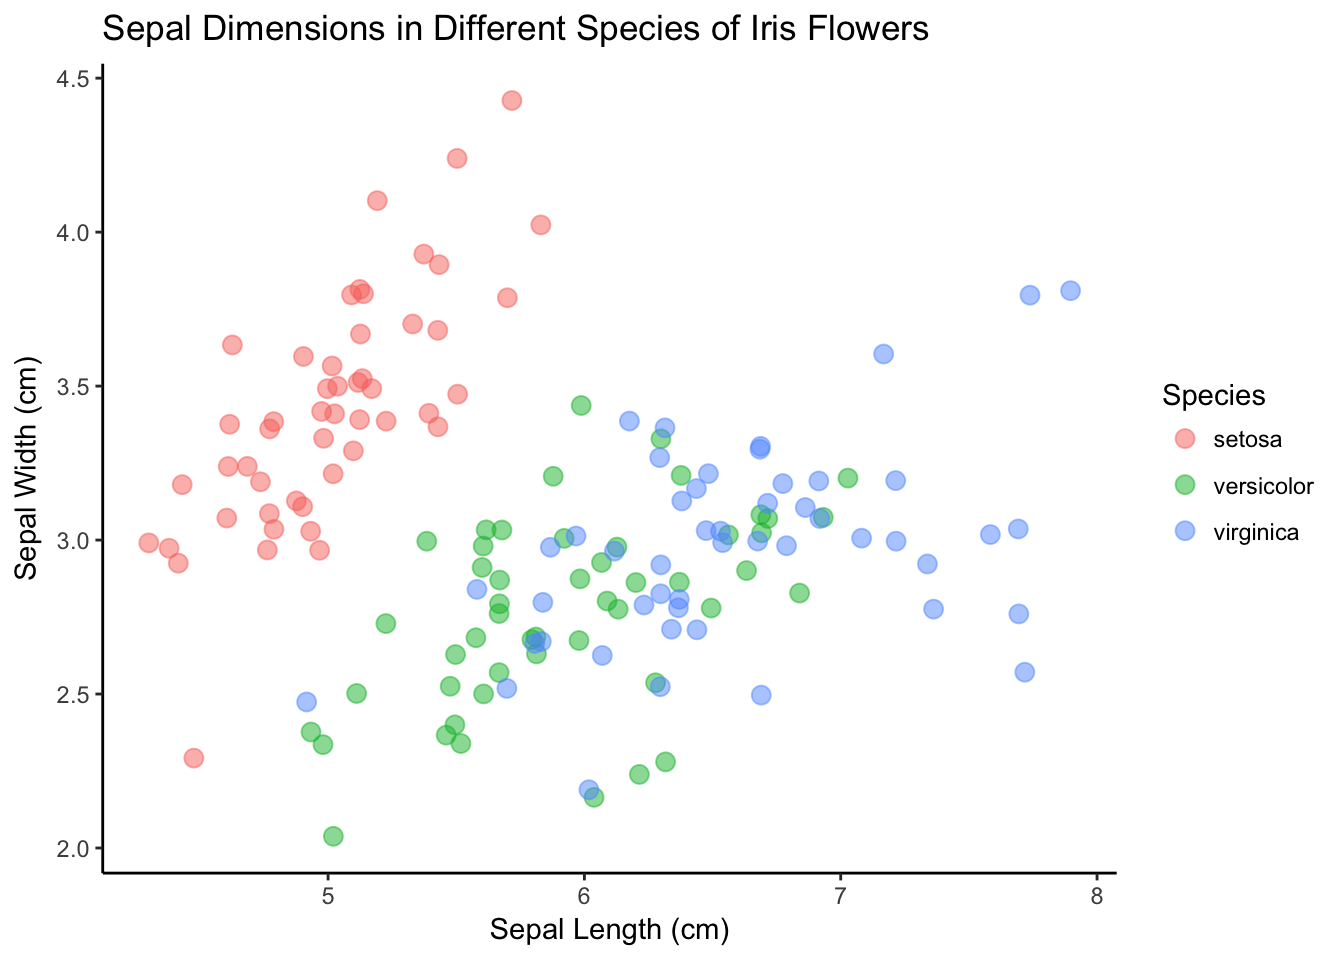 Sepal Dimensions in Different Species of Iris Flowers
4.5
4.0
3.5
3.0
2.5
2.0
Sepal Width (cm)
5 6 7 8
Sepal Length (cm)
Species
setosa
versicolor
virginica